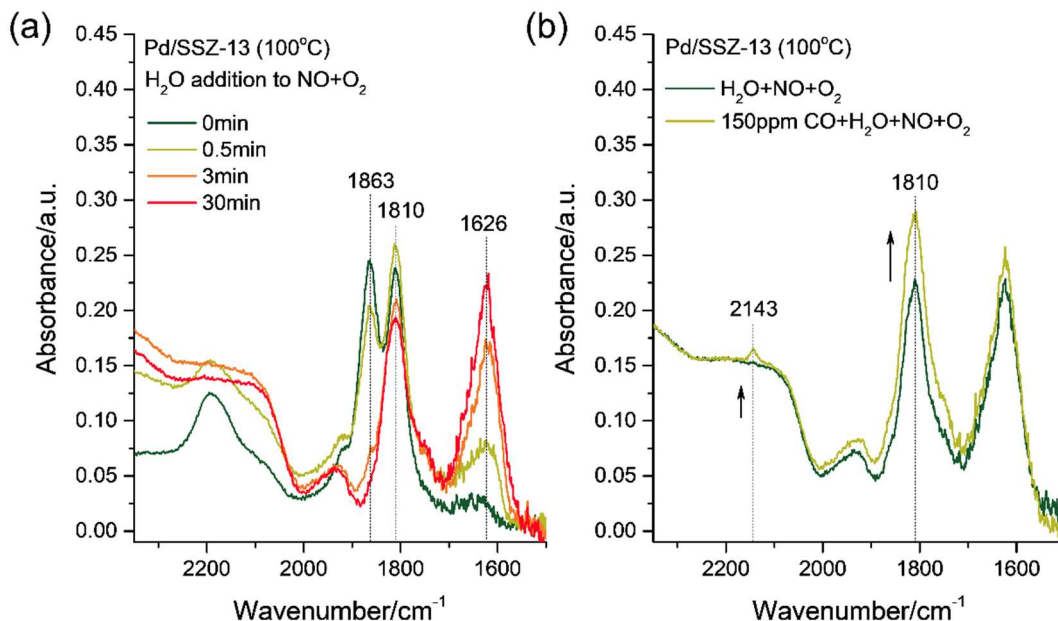 (a)
Pd/SSZ-13 (100°C)
H₂O addition to NO+O₂
0min
0.5min
3min
30min
1863
1810
1626
0.45
0.40
0.35
0.30
0.25
0.20
0.15
0.10
0.05
0.00
Absorbance/a.u.
2200
2000
1800
1600
Wavenumber/cm⁻¹
(b)
Pd/SSZ-13 (100°C)
H₂O+NO+O₂
150ppm CO+H₂O+NO+O₂
1810
2143
0.45
0.40
0.35
0.30
0.25
0.20
0.15
0.10
0.05
0.00
Absorbance/a.u.
2200
2000
1800
1600
Wavenumber/cm⁻¹